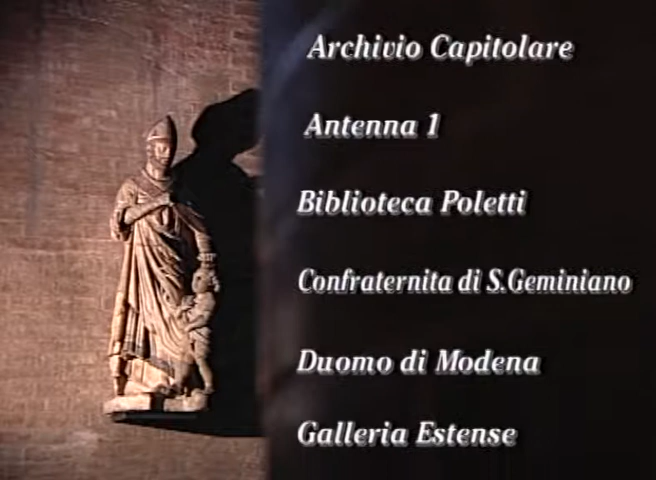 Archivio Capitolare
Antenna 1
Biblioteca Poletti
Confraternita di S.Geminiano
Duomo di Modena
Galleria Estense